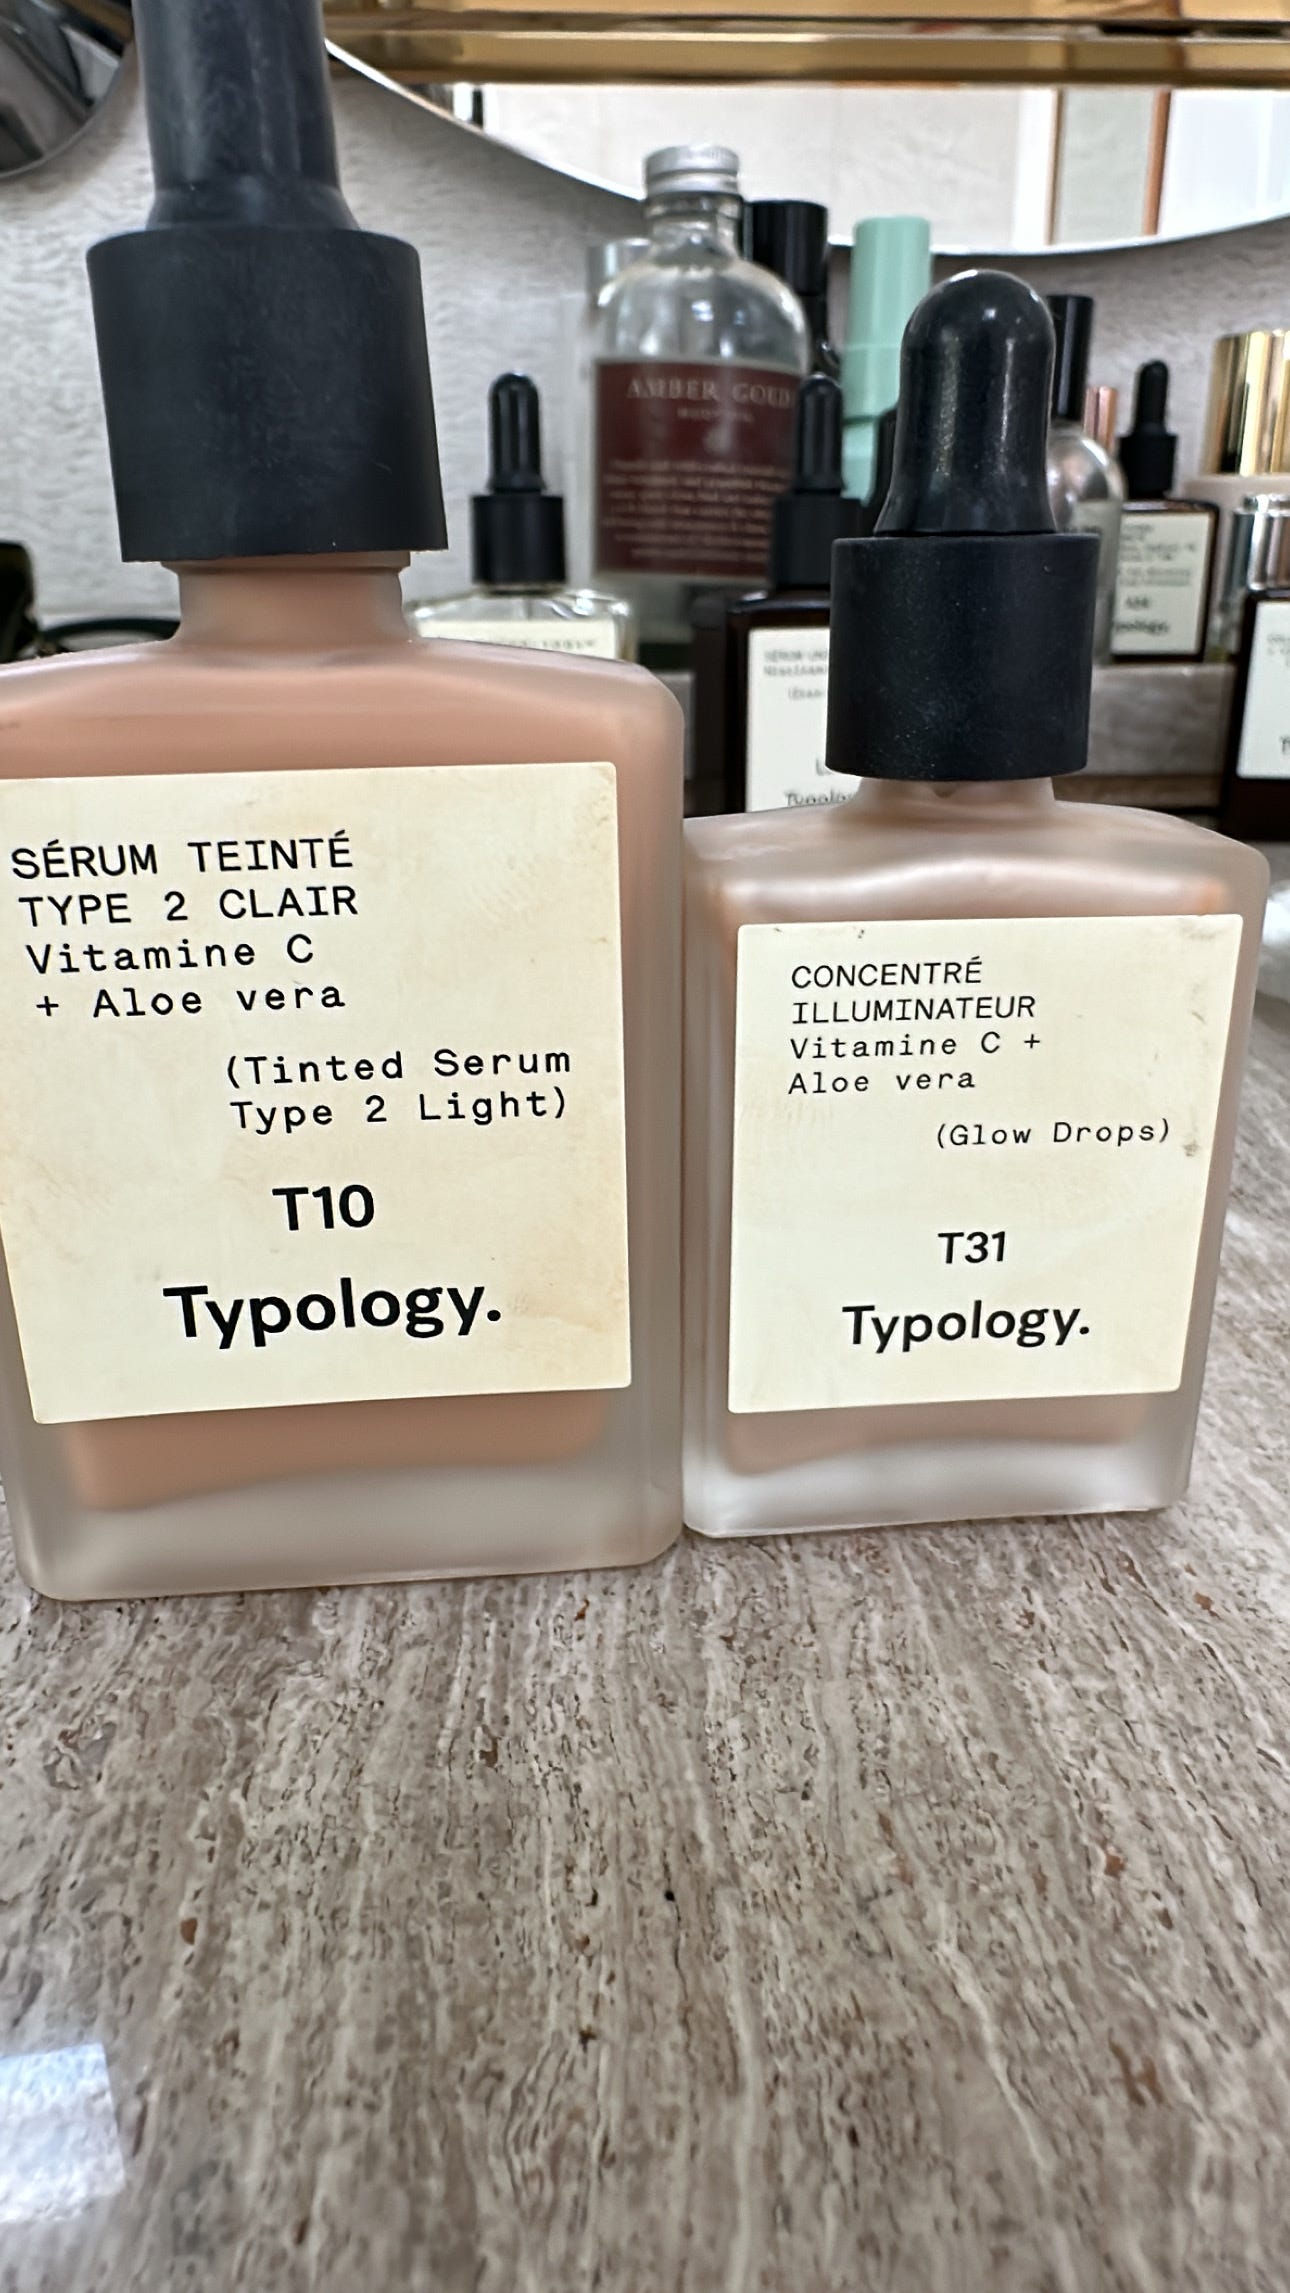 SÉRUM TEINTÉ
TYPE 2 CLAIR
Vitamine C
+ Aloe vera
(Tinted Serum
Type 2 Light)
T10
Typology.
CONCENTRÉ
ILLUMINATEUR
Vitamine C +
Aloe vera
(Glow Drops)
T31
Typology.
AMBER GOLD
SÉRUM